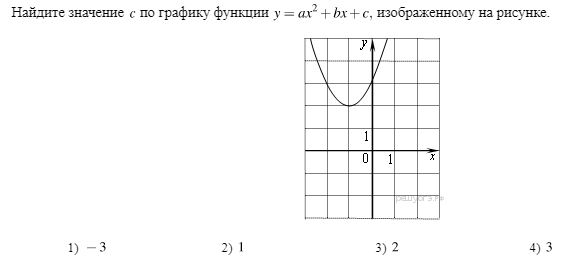 Найдите значение c по графику функции y = ax² + bx + c, изображенному на рисунке.
y
1
0 1 x
1) − 3 2) 1 3) 2 4) 3